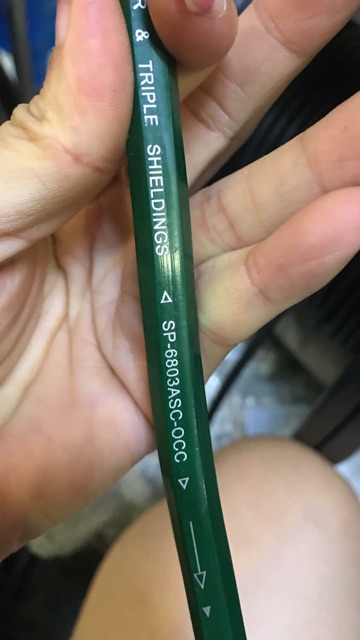 R & TRIPLE SHIELDINGS △ SP-6803ASC-OCC ▽